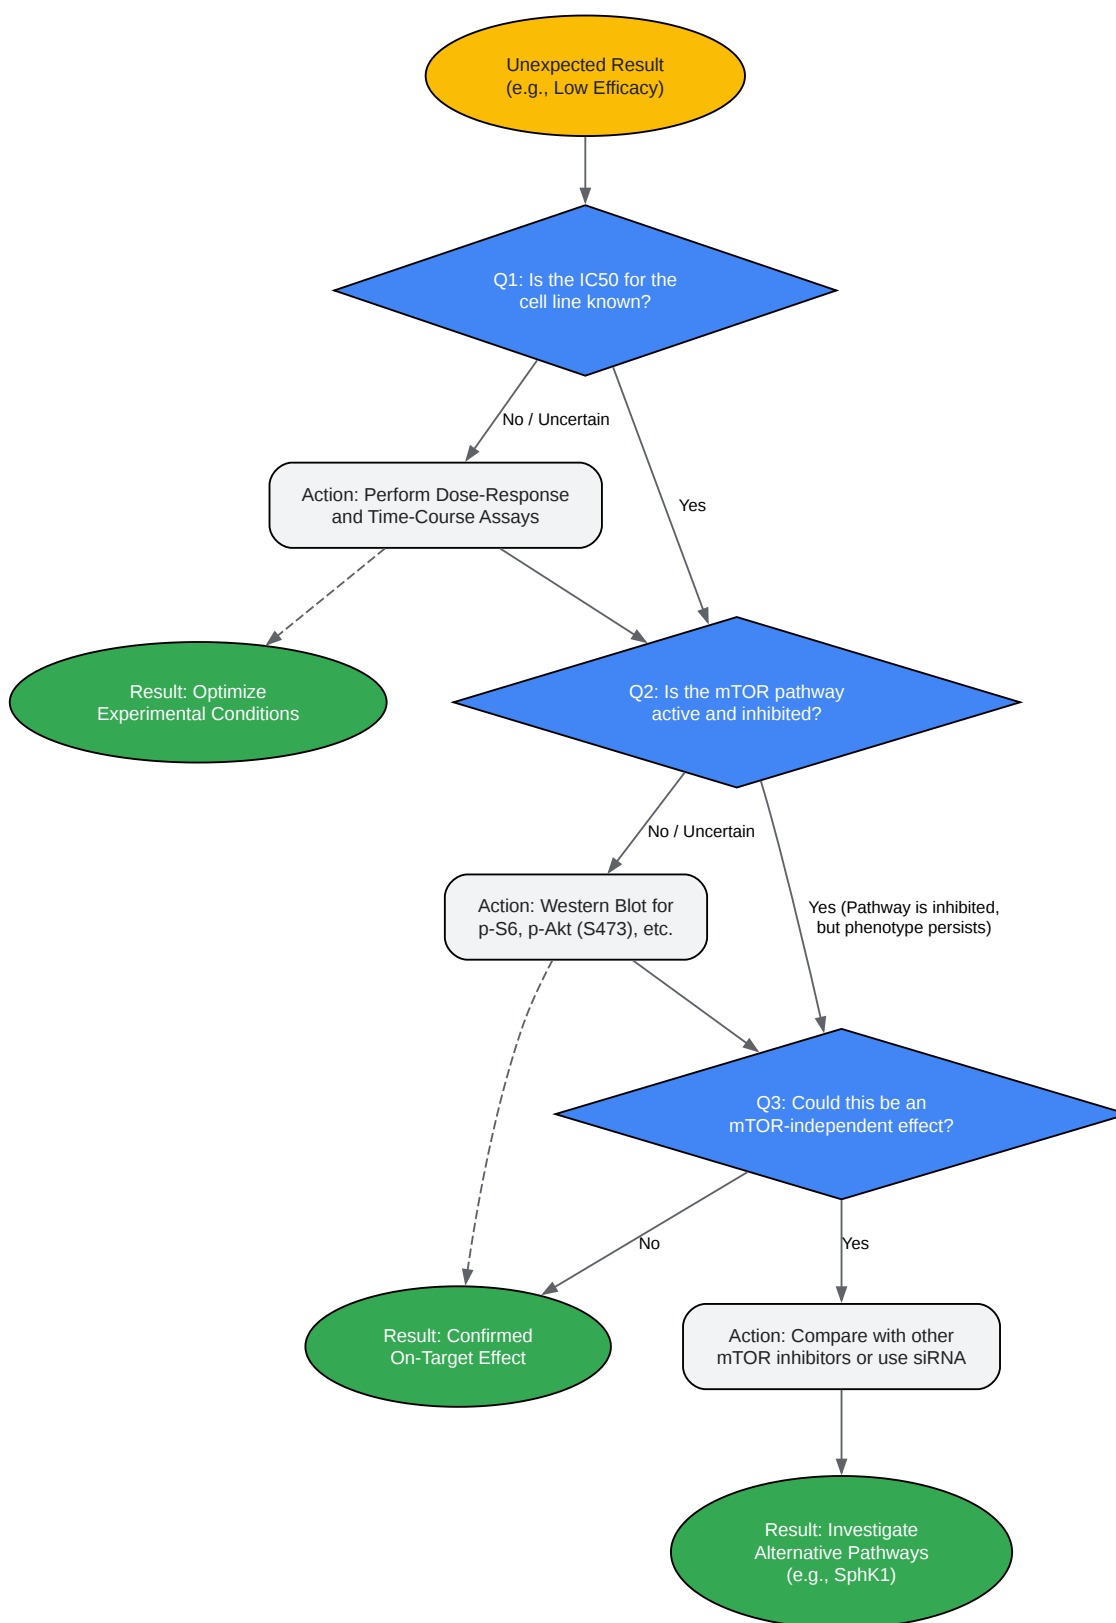 Unexpected Result
(e.g., Low Efficacy)
Q1: Is the IC50 for the
cell line known?
No / Uncertain
Yes
Action: Perform Dose-Response
and Time-Course Assays
Result: Optimize
Experimental Conditions
Q2: Is the mTOR pathway
active and inhibited?
No / Uncertain
Yes (Pathway is inhibited,
but phenotype persists)
Action: Western Blot for
p-S6, p-Akt (S473), etc.
Q3: Could this be an
mTOR-independent effect?
No
Yes
Result: Confirmed
On-Target Effect
Action: Compare with other
mTOR inhibitors or use siRNA
Result: Investigate
Alternative Pathways
(e.g., SphK1)